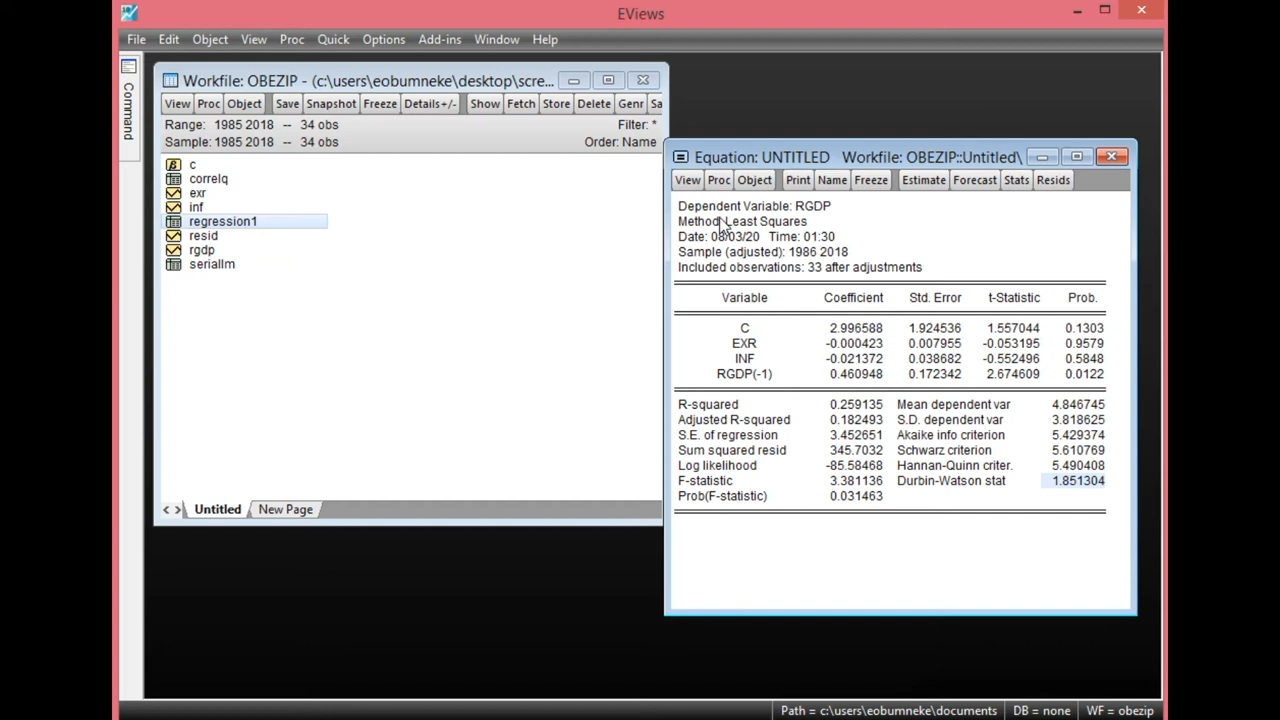 EViews
File Edit Object View Proc Quick Options Add-ins Window Help
Command
Workfile: OBEZIP - (c:\users\eobumneke\desktop\scre...
View Proc Object Save Snapshot Freeze Details+/- Show Fetch Store Delete Genr Sa
Range: 1985 2018 -- 34 obs Filter: *
Sample: 1985 2018 -- 34 obs Order: Name
c
correlq
exr
inf
regression1
resid
rgdp
seriallm
Untitled New Page
Equation: UNTITLED Workfile: OBEZIP::Untitled\
View Proc Object Print Name Freeze Estimate Forecast Stats Resids
Dependent Variable: RGDP
Method: Least Squares
Date: 08/03/20 Time: 01:30
Sample (adjusted): 1986 2018
Included observations: 33 after adjustments
Variable Coefficient Std. Error t-Statistic Prob.
C 2.996588 1.924536 1.557044 0.1303
EXR -0.000423 0.007955 -0.053195 0.9579
INF -0.021372 0.038682 -0.552496 0.5848
RGDP(-1) 0.460948 0.172342 2.674609 0.0122
R-squared 0.259135 Mean dependent var 4.846745
Adjusted R-squared 0.182493 S.D. dependent var 3.818625
S.E. of regression 3.452651 Akaike info criterion 5.429374
Sum squared resid 345.7032 Schwarz criterion 5.610769
Log likelihood -85.58468 Hannan-Quinn criter. 5.490408
F-statistic 3.381136 Durbin-Watson stat 1.851304
Prob(F-statistic) 0.031463
Path = c:\users\eobumneke\documents DB = none WF = obezip